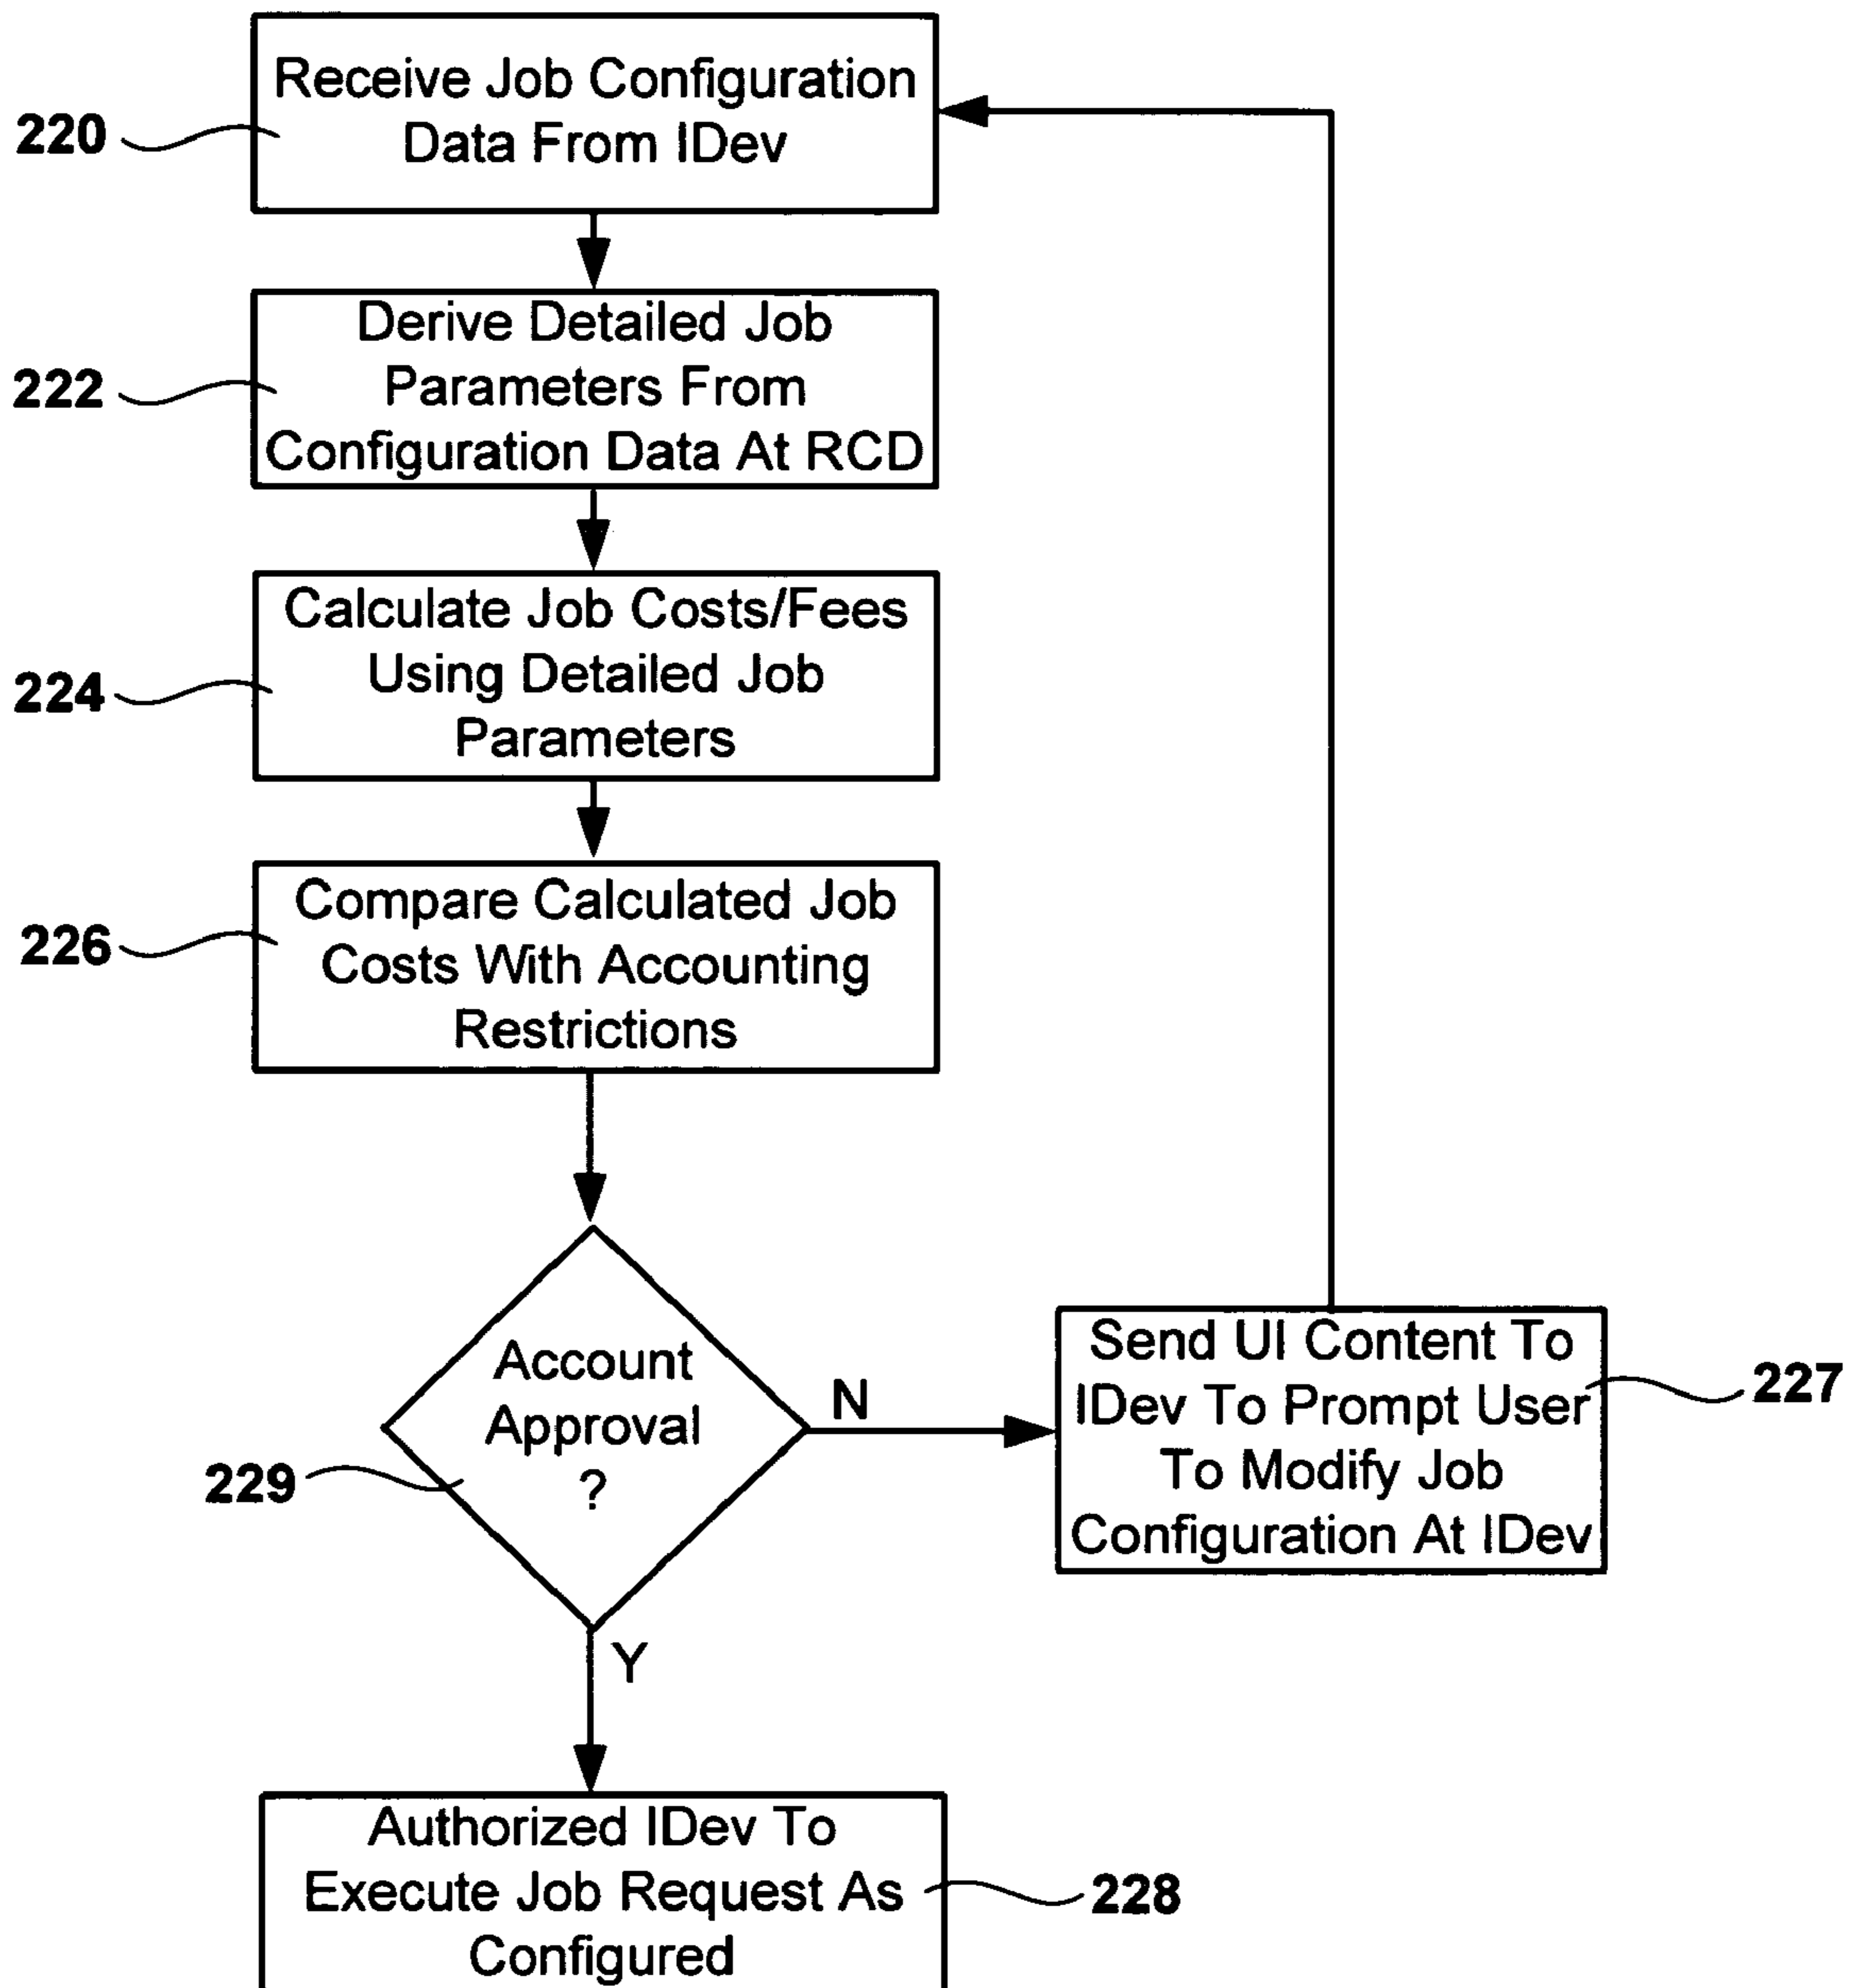 Receive Job Configuration
Data From IDev
220
Derive Detailed Job
Parameters From
Configuration Data At RCD
222
Calculate Job Costs/Fees
Using Detailed Job
Parameters
224
Compare Calculated Job
Costs With Accounting
Restrictions
226
Account
Approval
?
229
N
Send UI Content To
IDev To Prompt User
To Modify Job
Configuration At IDev
227
Y
Authorized IDev To
Execute Job Request As
Configured
228